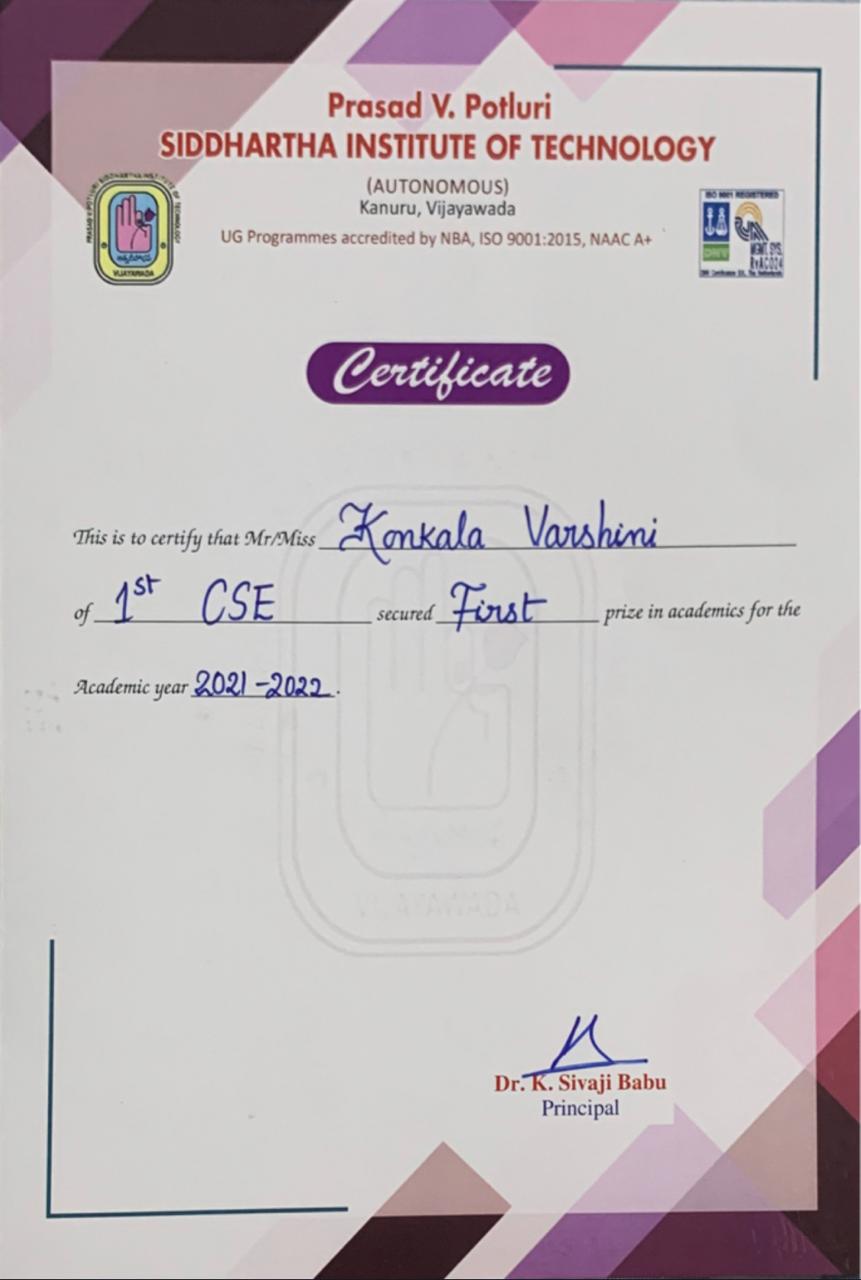 Prasad V. Potluri
SIDDHARTHA INSTITUTE OF TECHNOLOGY
(AUTONOMOUS)
Kanuru, Vijayawada
UG Programmes accredited by NBA, ISO 9001:2015, NAAC A+
PRASAD V POTLURI SIDDHARTHA INSTITUTE OF TECHNOLOGY
VIJAYAWADA
ISO 9001 REGISTERED
DNV
MGMT. SYS.
RvA C024
Certificate
This is to certify that Mr/Miss Konkala Varshini
of 1st CSE secured First prize in academics for the
Academic year 2021-2022.
Dr. K. Sivaji Babu
Principal